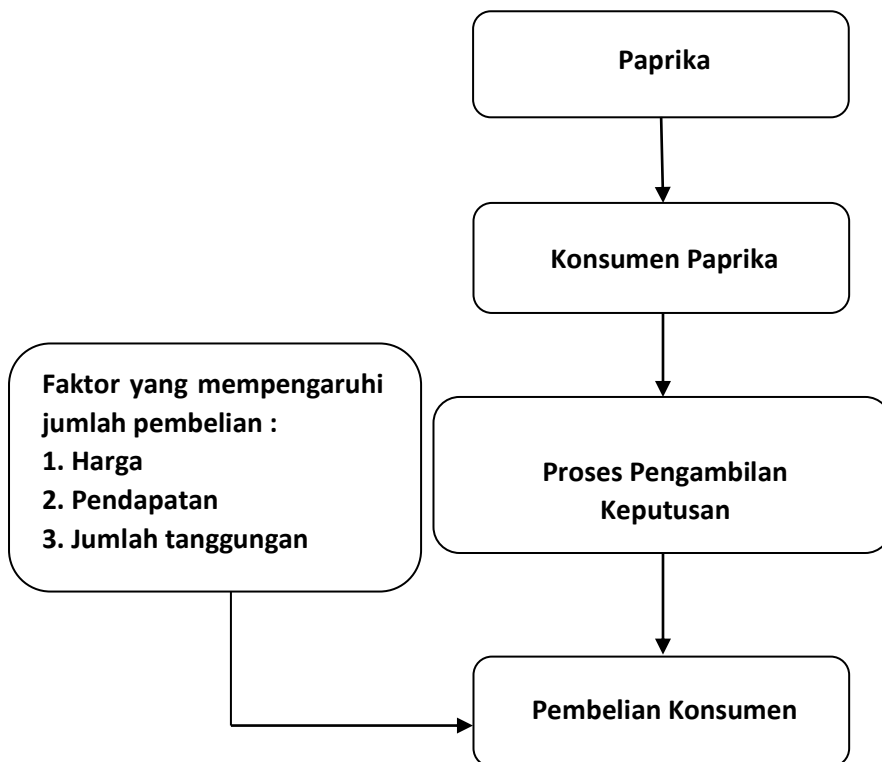 Paprika
Konsumen Paprika
Faktor yang mempengaruhi
jumlah pembelian :
1. Harga
2. Pendapatan
3. Jumlah tanggungan
Proses Pengambilan
Keputusan
Pembelian Konsumen